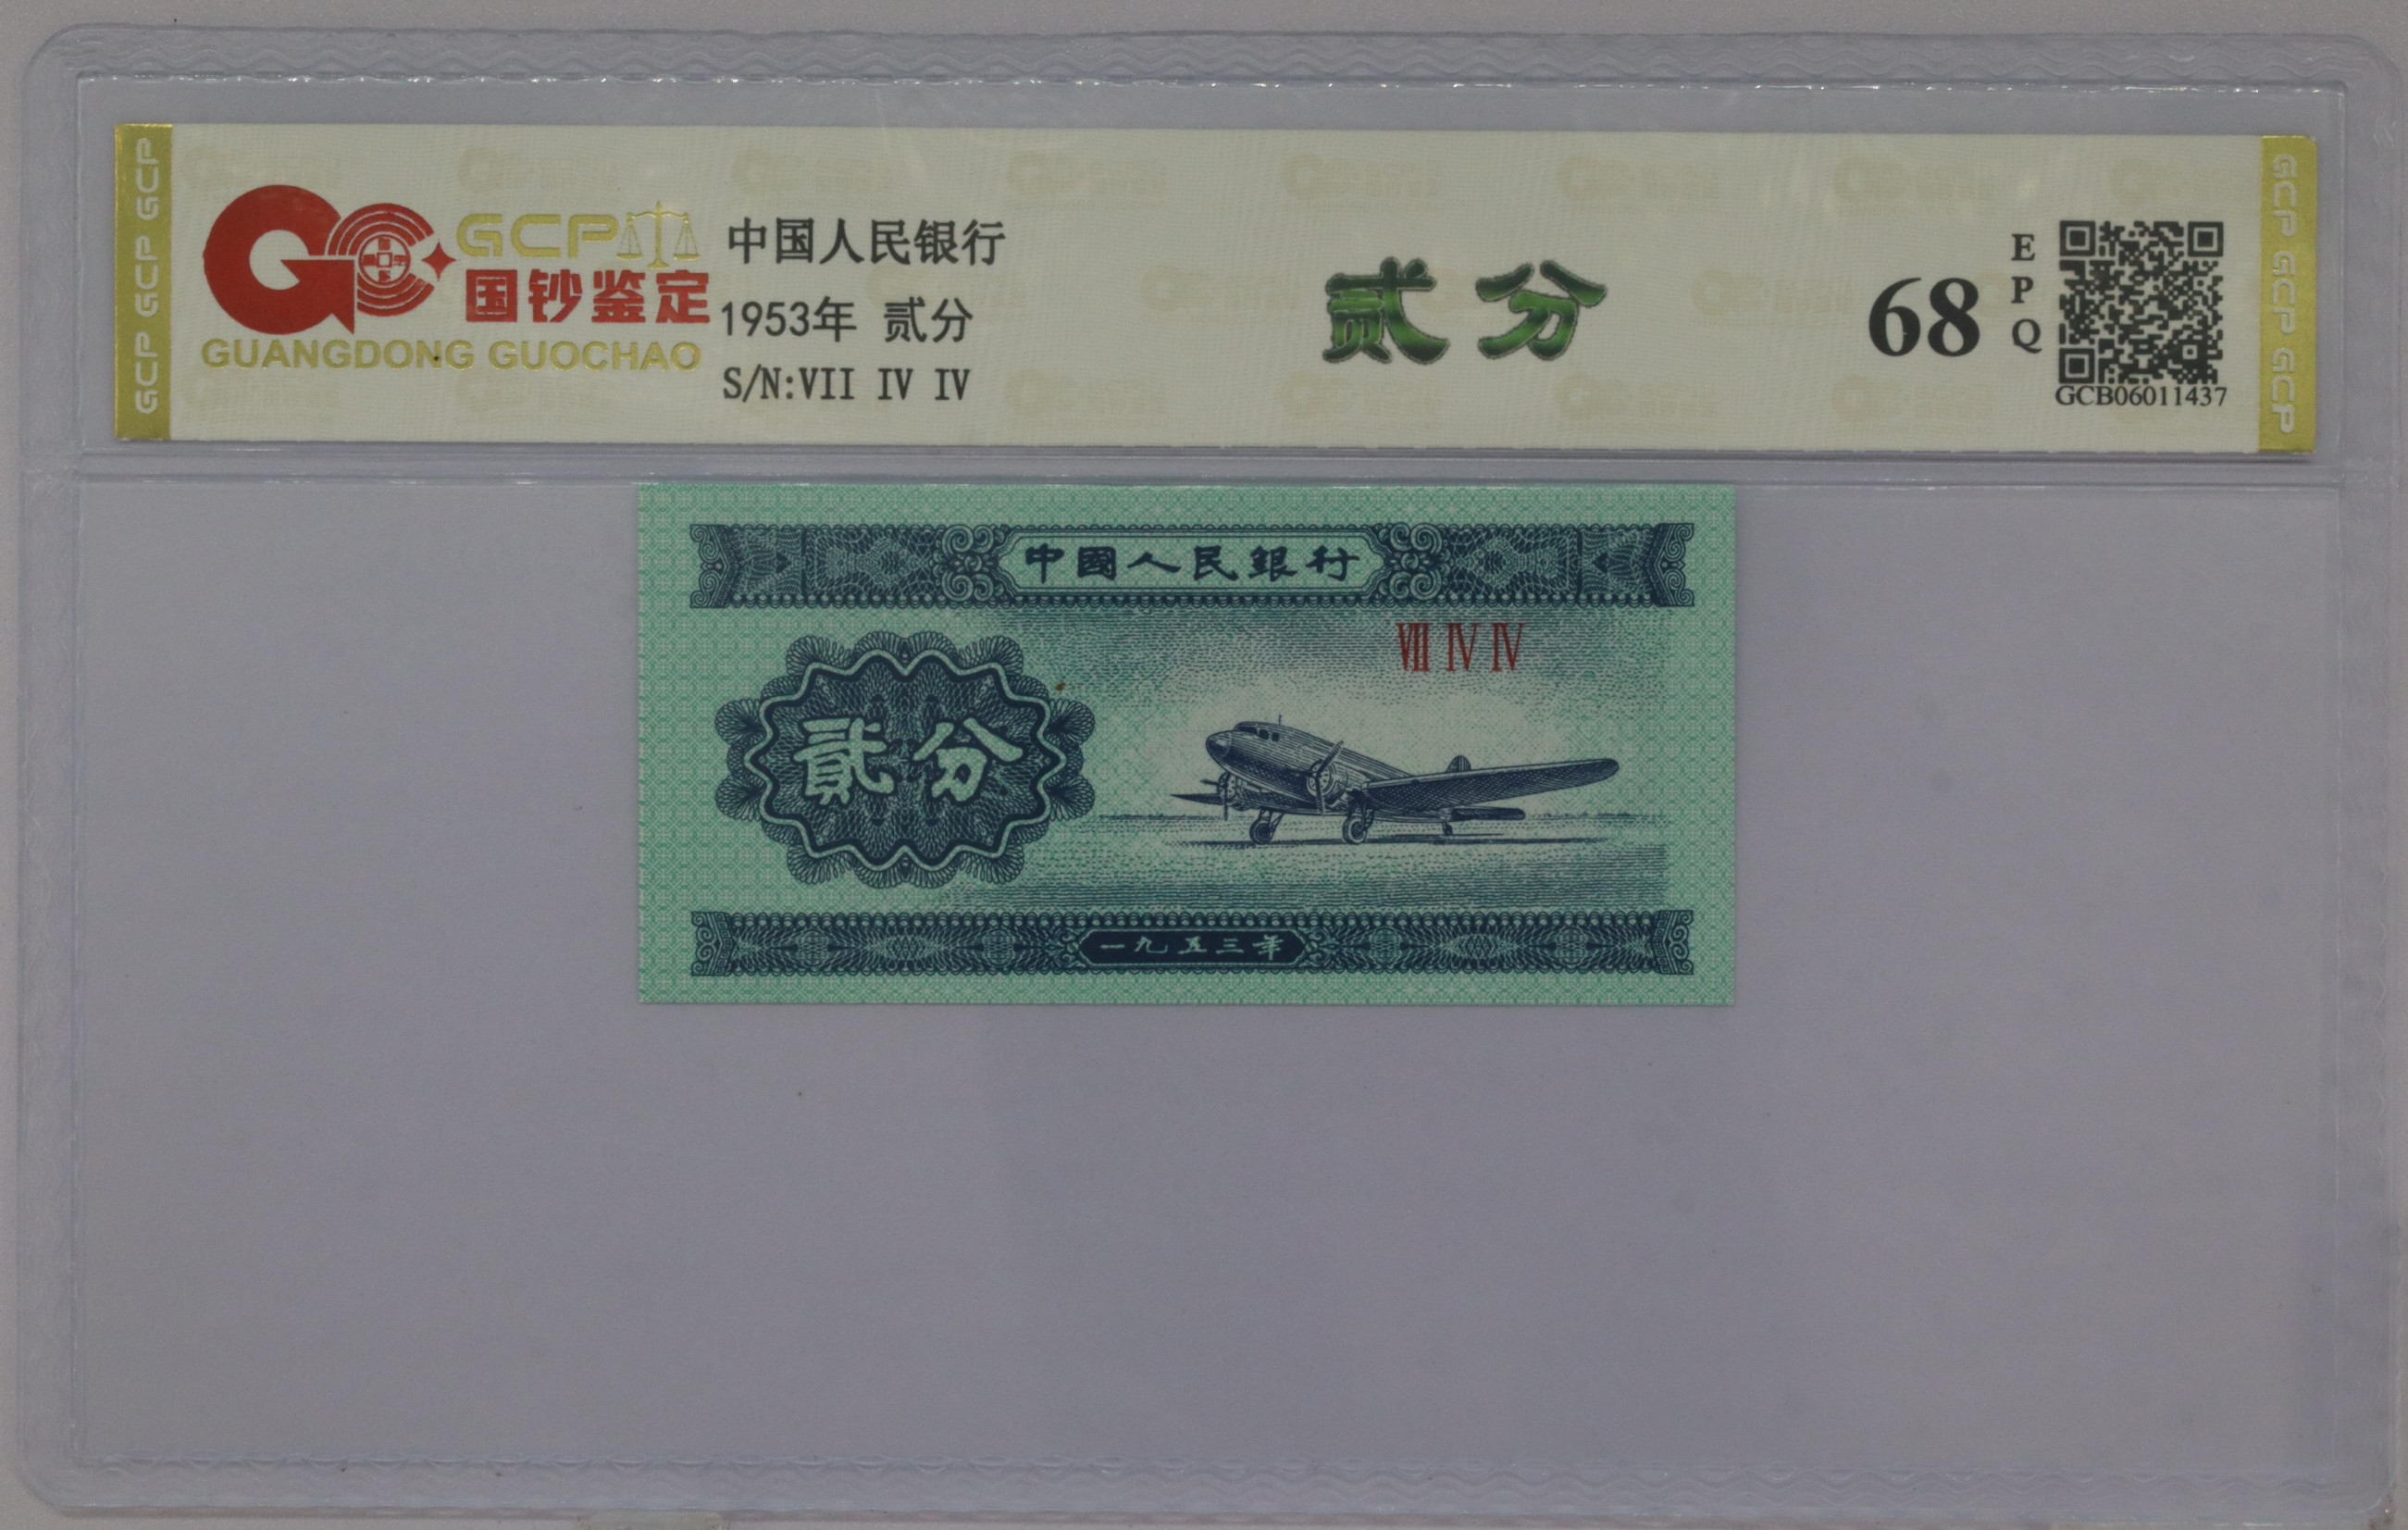 GCP GCP GCP
GCP
国钞鉴定
GUANGDONG GUOCHAO
中国人民银行
1953年 贰分
S/N:VII IV IV
贰分
68
EPQ
GCB06011437
GCP GCP GCP
中國人民銀行
IV IV
貳分
一九五三年